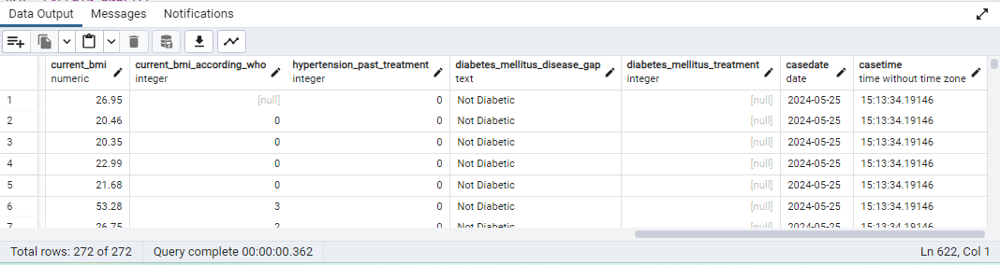 Data Output Messages Notifications
current_bmi current_bmi_according_who hypertension_past_treatment diabetes_mellitus_disease_gap diabetes_mellitus_treatment casedate casetime
numeric integer integer text integer date time without time zone
1 26.95 [null] 0 Not Diabetic [null] 2024-05-25 15:13:34.19146
2 20.46 0 0 Not Diabetic [null] 2024-05-25 15:13:34.19146
3 20.35 0 0 Not Diabetic [null] 2024-05-25 15:13:34.19146
4 22.99 0 0 Not Diabetic [null] 2024-05-25 15:13:34.19146
5 21.68 0 0 Not Diabetic [null] 2024-05-25 15:13:34.19146
6 53.28 3 0 Not Diabetic [null] 2024-05-25 15:13:34.19146
7 26.75 2 0 Not Diabetic [null] 2024-05-25 15:13:34.19146
Total rows: 272 of 272 Query complete 00:00:00.362 Ln 622, Col 1